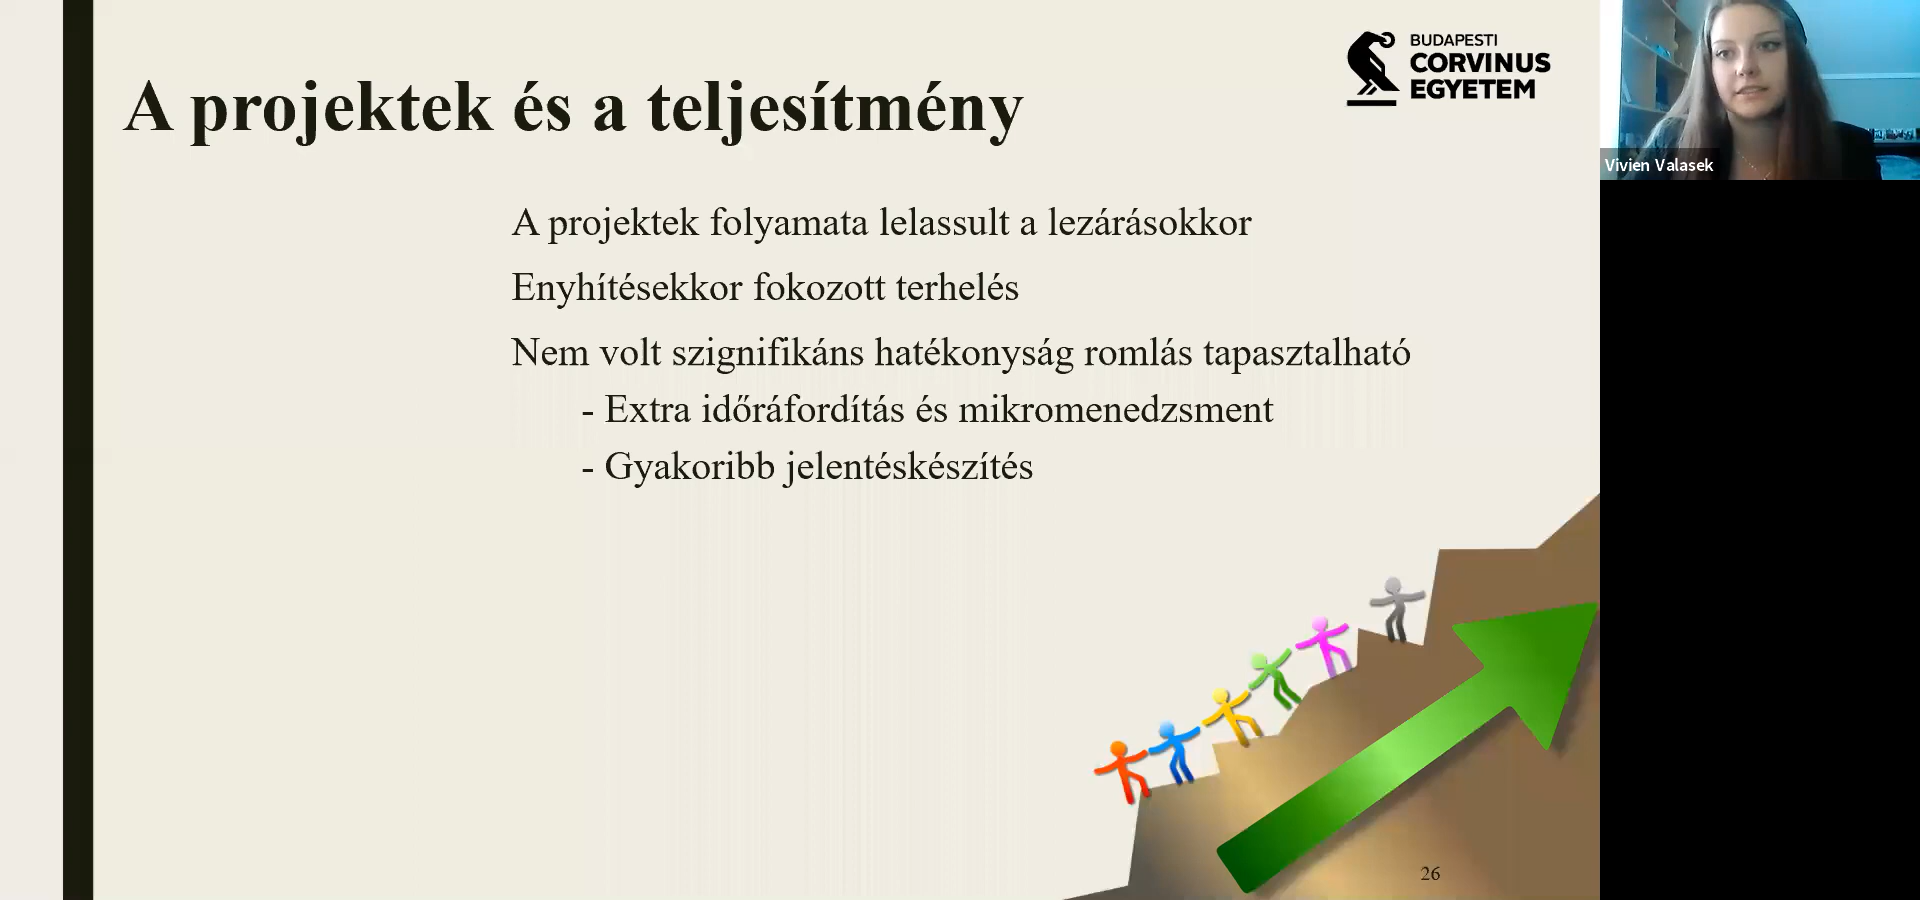 BUDAPESTI
CORVINUS
EGYETEM
A projektek és a teljesítmény
Vivien Valasek
A projektek folyamata lelassult a lezárásokkor
Enyhítésekkor fokozott terhelés
Nem volt szignifikáns hatékonyság romlás tapasztalható
- Extra időráfordítás és mikromenedzsment
- Gyakoribb jelentéskészítés
26